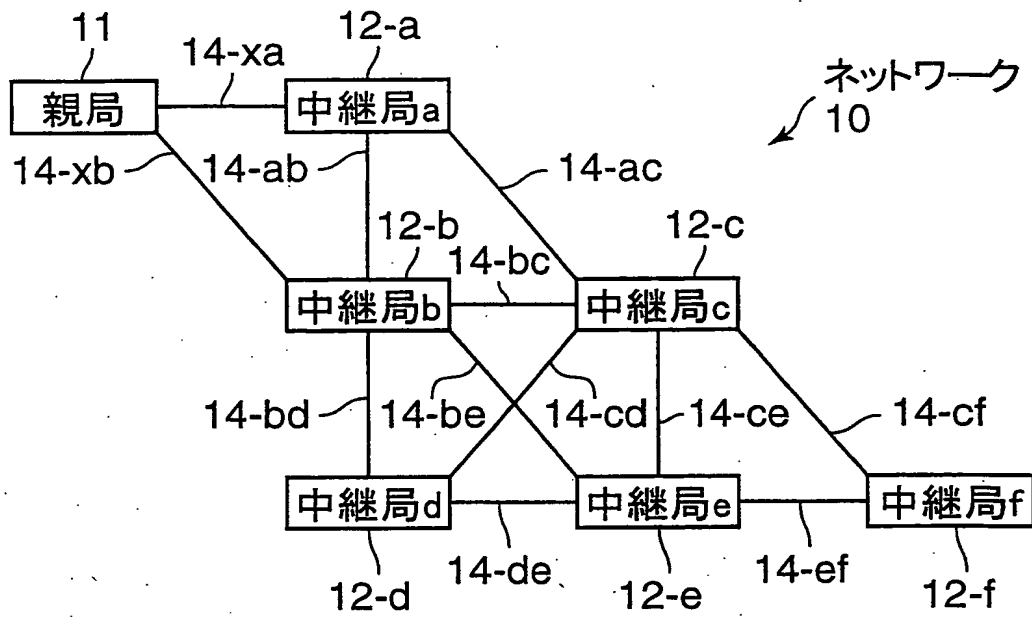 11
14-xa
12-a
ネットワーク
10
親局
中継局a
14-xb
14-ab
14-ac
12-b
12-c
14-bc
中継局b
中継局c
14-bd
14-be
14-cd
14-ce
14-cf
中継局d
中継局e
中継局f
12-d
14-de
12-e
14-ef
12-f